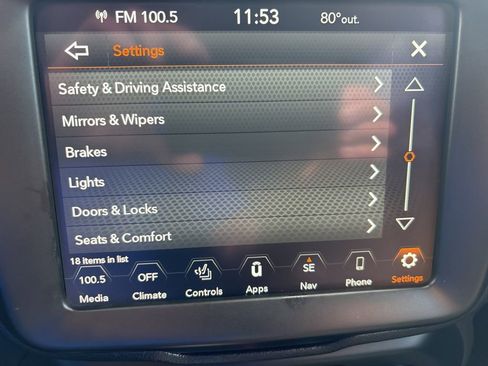 FM 100.5 11:53 80°out.
Settings
Safety & Driving Assistance
Mirrors & Wipers
Brakes
Lights
Doors & Locks
Seats & Comfort
18 items in list
100.5 OFF SE
Media Climate Controls Apps Nav Phone Settings